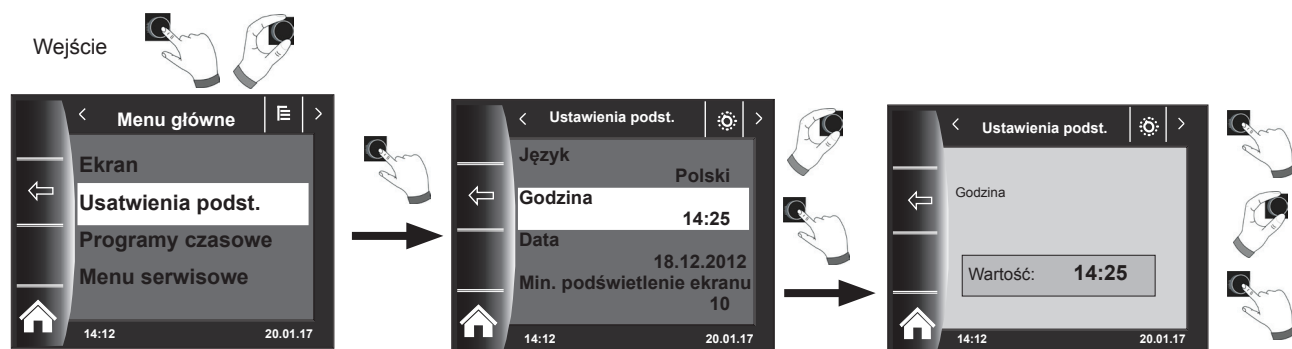 Wejście
Menu główne
Ekran
Usatwienia podst.
Programy czasowe
Menu serwisowe
14:12 20.01.17
Ustawienia podst.
Język
Polski
Godzina
14:25
Data
18.12.2012
Min. podświetlenie ekranu
10
14:12 20.01.17
Ustawienia podst.
Godzina
Wartość: 14:25
14:12 20.01.17